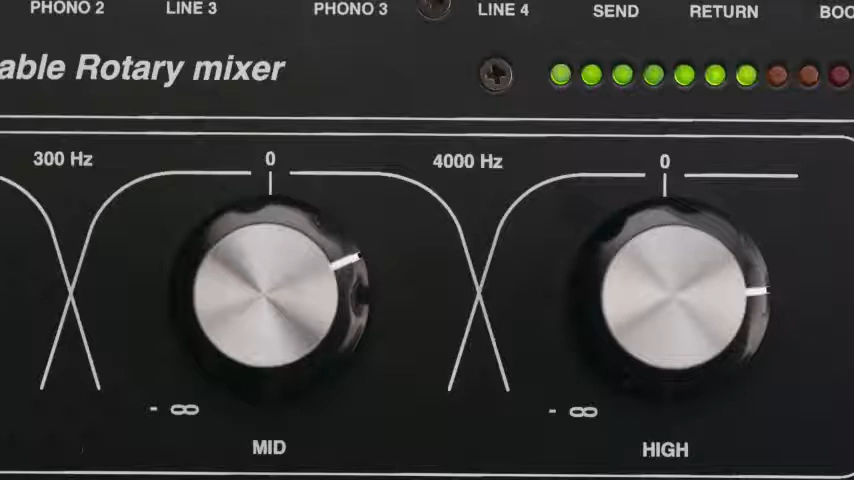 PHONO 2 LINE 3 PHONO 3 LINE 4 SEND RETURN BOO
able Rotary mixer
300 Hz 0 4000 Hz 0
- ∞ - ∞
MID HIGH